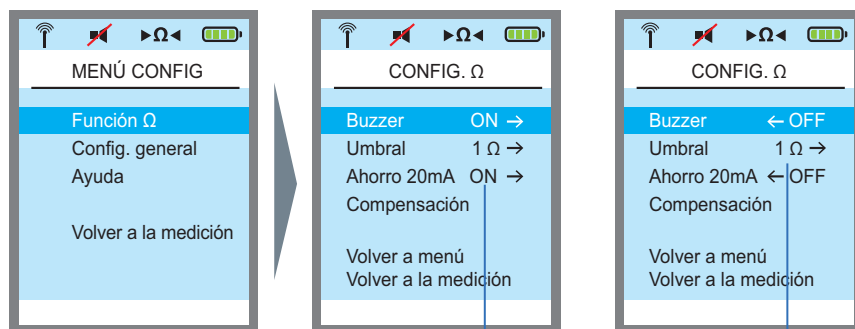 ►Ω◄
MENÚ CONFIG
Función Ω
Config. general
Ayuda
Volver a la medición
►Ω◄
CONFIG. Ω
Buzzer ON →
Umbral 1 Ω →
Ahorro 20mA ON →
Compensación
Volver a menú
Volver a la medición
►Ω◄
CONFIG. Ω
Buzzer ← OFF
Umbral 1 Ω →
Ahorro 20mA ← OFF
Compensación
Volver a menú
Volver a la medición